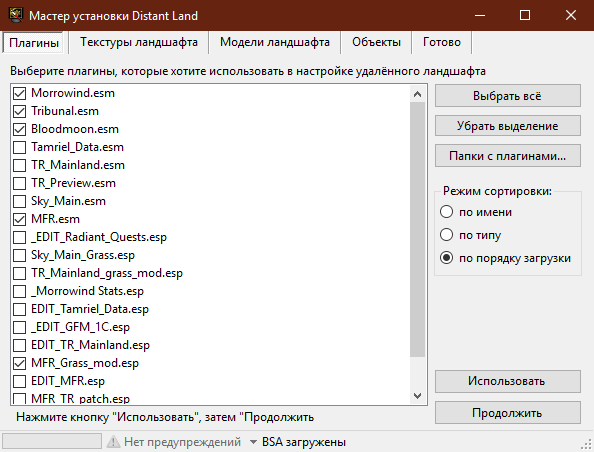 Мастер установки Distant Land
Плагины
Текстуры ландшафта
Модели ландшафта
Объекты
Готово
Выберите плагины, которые хотите использовать в настройке удалённого ландшафта
Morrowind.esm
Tribunal.esm
Bloodmoon.esm
Tamriel_Data.esm
TR_Mainland.esm
TR_Preview.esm
Sky_Main.esm
MFR.esm
_EDIT_Radiant_Quests.esp
Sky_Main_Grass.esp
TR_Mainland_grass_mod.esp
_Morrowind Stats.esp
EDIT_Tamriel_Data.esp
_EDIT_GFM_1C.esp
EDIT_TR_Mainland.esp
MFR_Grass_mod.esp
EDIT_MFR.esp
MFR_TR_patch.esp
Выбрать всё
Убрать выделение
Папки с плагинами...
Режим сортировки:
по имени
по типу
по порядку загрузки
Использовать
Продолжить
Нажмите кнопку "Использовать", затем "Продолжить
Нет предупреждений
BSA загружены